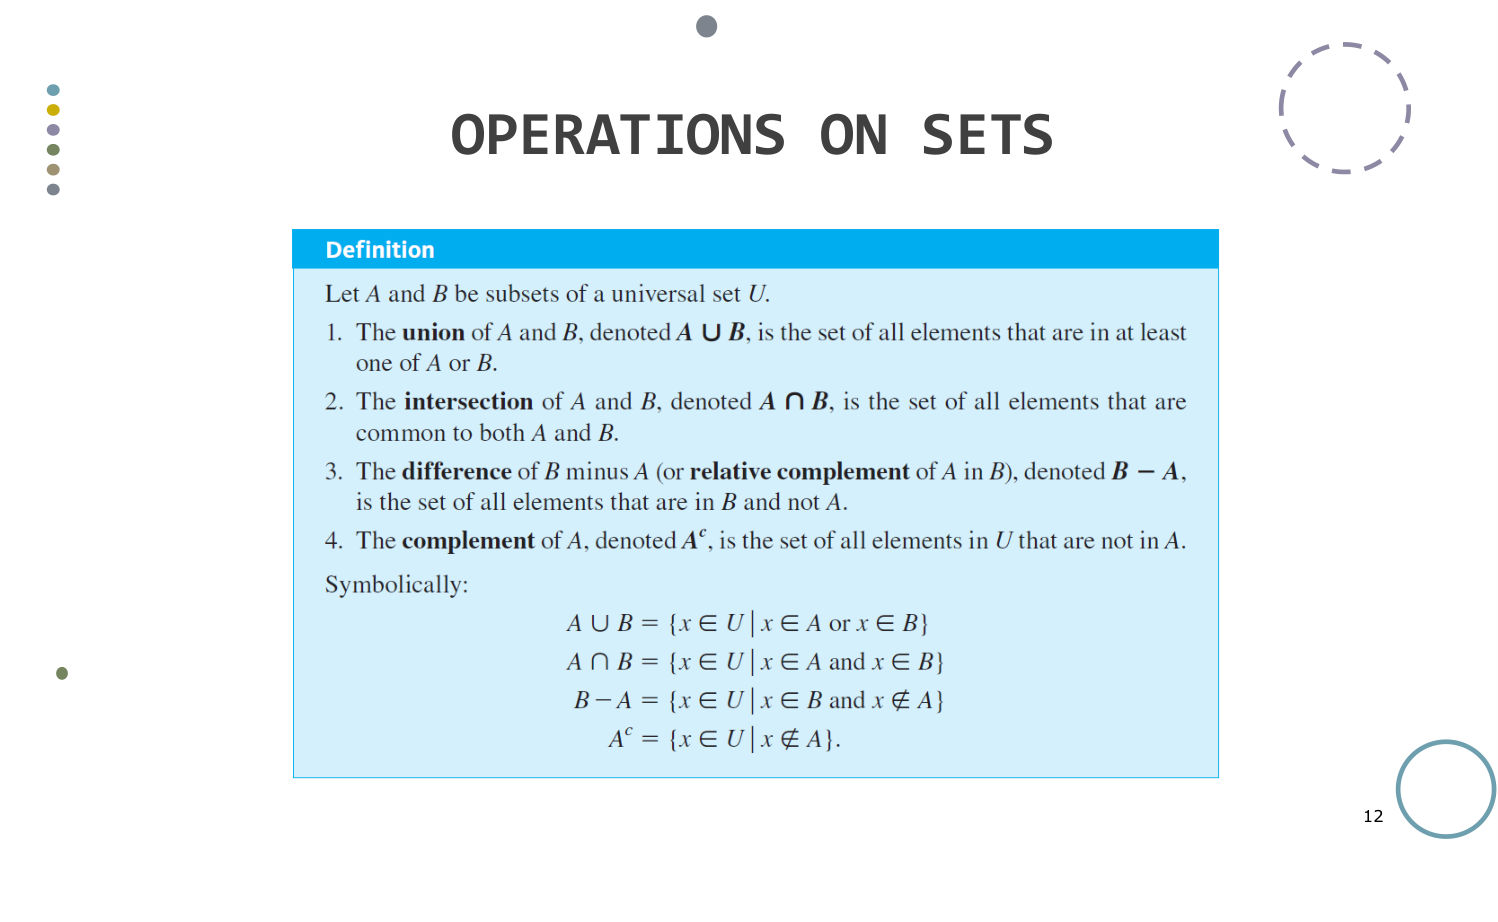 OPERATIONS ON SETS
Definition
Let A and B be subsets of a universal set U.
1. The union of A and B, denoted A ∪ B, is the set of all elements that are in at least
one of A or B.
2. The intersection of A and B, denoted A ∩ B, is the set of all elements that are
common to both A and B.
3. The difference of B minus A (or relative complement of A in B), denoted B − A,
is the set of all elements that are in B and not A.
4. The complement of A, denoted Aᶜ, is the set of all elements in U that are not in A.
Symbolically:
A ∪ B = {x ∈ U | x ∈ A or x ∈ B}
A ∩ B = {x ∈ U | x ∈ A and x ∈ B}
B − A = {x ∈ U | x ∈ B and x ∉ A}
Aᶜ = {x ∈ U | x ∉ A}.
12